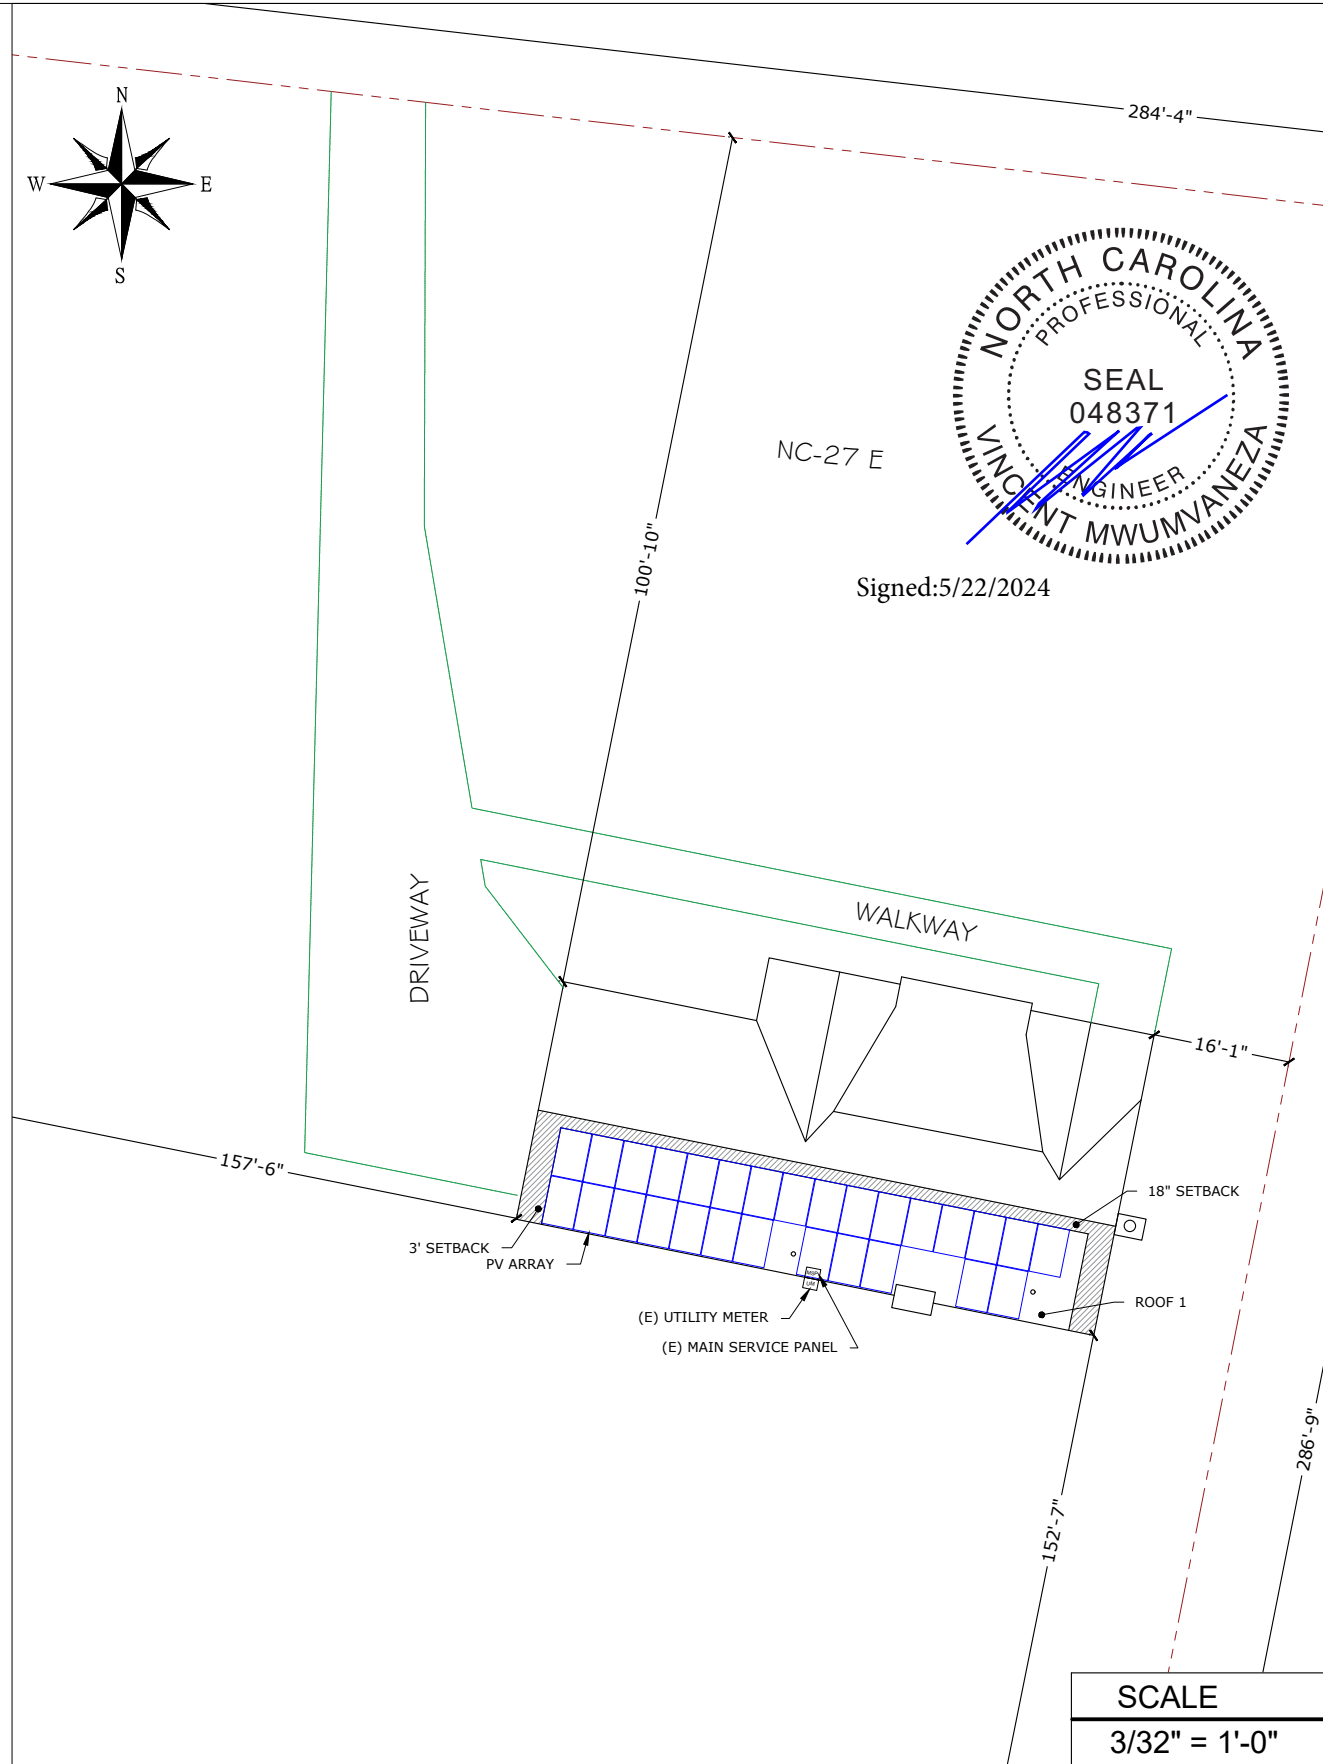 284'-4"
N
W
E
S
NORTH CAROLINA
PROFESSIONAL
SEAL
048371
ENGINEER
VINCENT MWUMVANEZA
NC-27 E
Signed:5/22/2024
100'-10"
DRIVEWAY
WALKWAY
16'-1"
157'-6"
18" SETBACK
3' SETBACK
PV ARRAY
MSP
UM
(E) UTILITY METER
(E) MAIN SERVICE PANEL
ROOF 1
286'-9"
152'-7"
SCALE
3/32" = 1'-0"